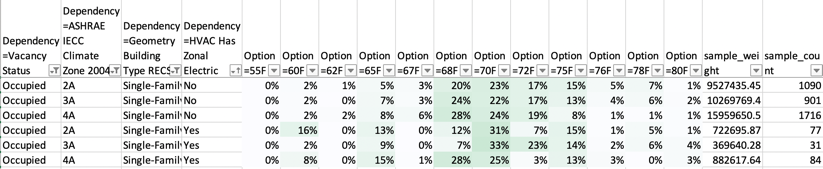 Dependency
Dependency =ASHRAE Dependency Dependency
=Vacancy IECC =Geometry =HVAC Has
Climate Building Zonal Option Option Option Option Option Option Option Option Option Option Option Option sample_wei sample_cou
Status Zone 2004 Type RECS Electric =55F =60F =62F =65F =67F =68F =70F =72F =75F =76F =78F =80F ght nt
Occupied 2A Single-Famil No 0% 2% 1% 5% 3% 20% 23% 17% 15% 5% 7% 1% 9527435.45 1090
Occupied 3A Single-Famil No 0% 2% 0% 7% 3% 24% 22% 17% 13% 4% 6% 2% 10269769.4 901
Occupied 4A Single-Famil No 0% 2% 2% 8% 6% 28% 24% 19% 8% 1% 1% 1% 15959650.5 1716
Occupied 2A Single-Famil Yes 0% 16% 0% 13% 0% 12% 31% 7% 15% 1% 5% 1% 722695.87 77
Occupied 3A Single-Famil Yes 0% 2% 0% 9% 0% 7% 33% 23% 14% 2% 6% 4% 369640.28 31
Occupied 4A Single-Famil Yes 0% 8% 0% 15% 1% 28% 25% 3% 13% 3% 0% 3% 882617.64 84